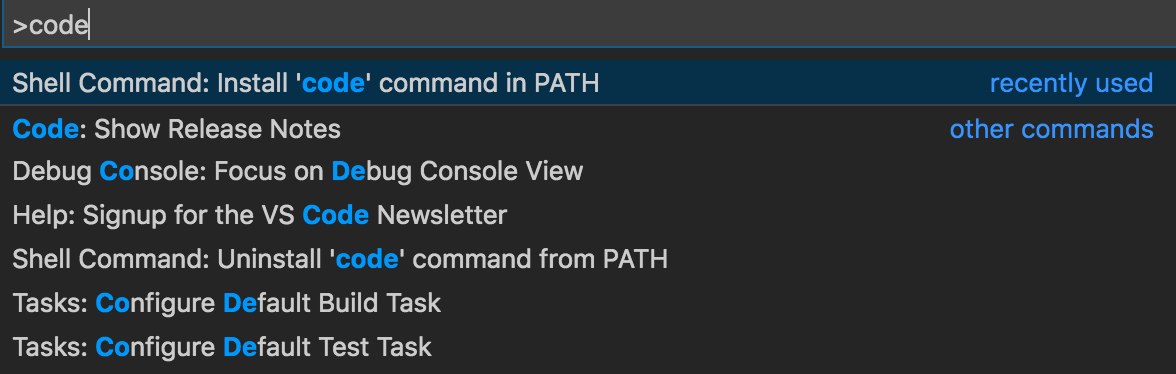 >code
Shell Command: Install 'code' command in PATH recently used
Code: Show Release Notes other commands
Debug Console: Focus on Debug Console View
Help: Signup for the VS Code Newsletter
Shell Command: Uninstall 'code' command from PATH
Tasks: Configure Default Build Task
Tasks: Configure Default Test Task